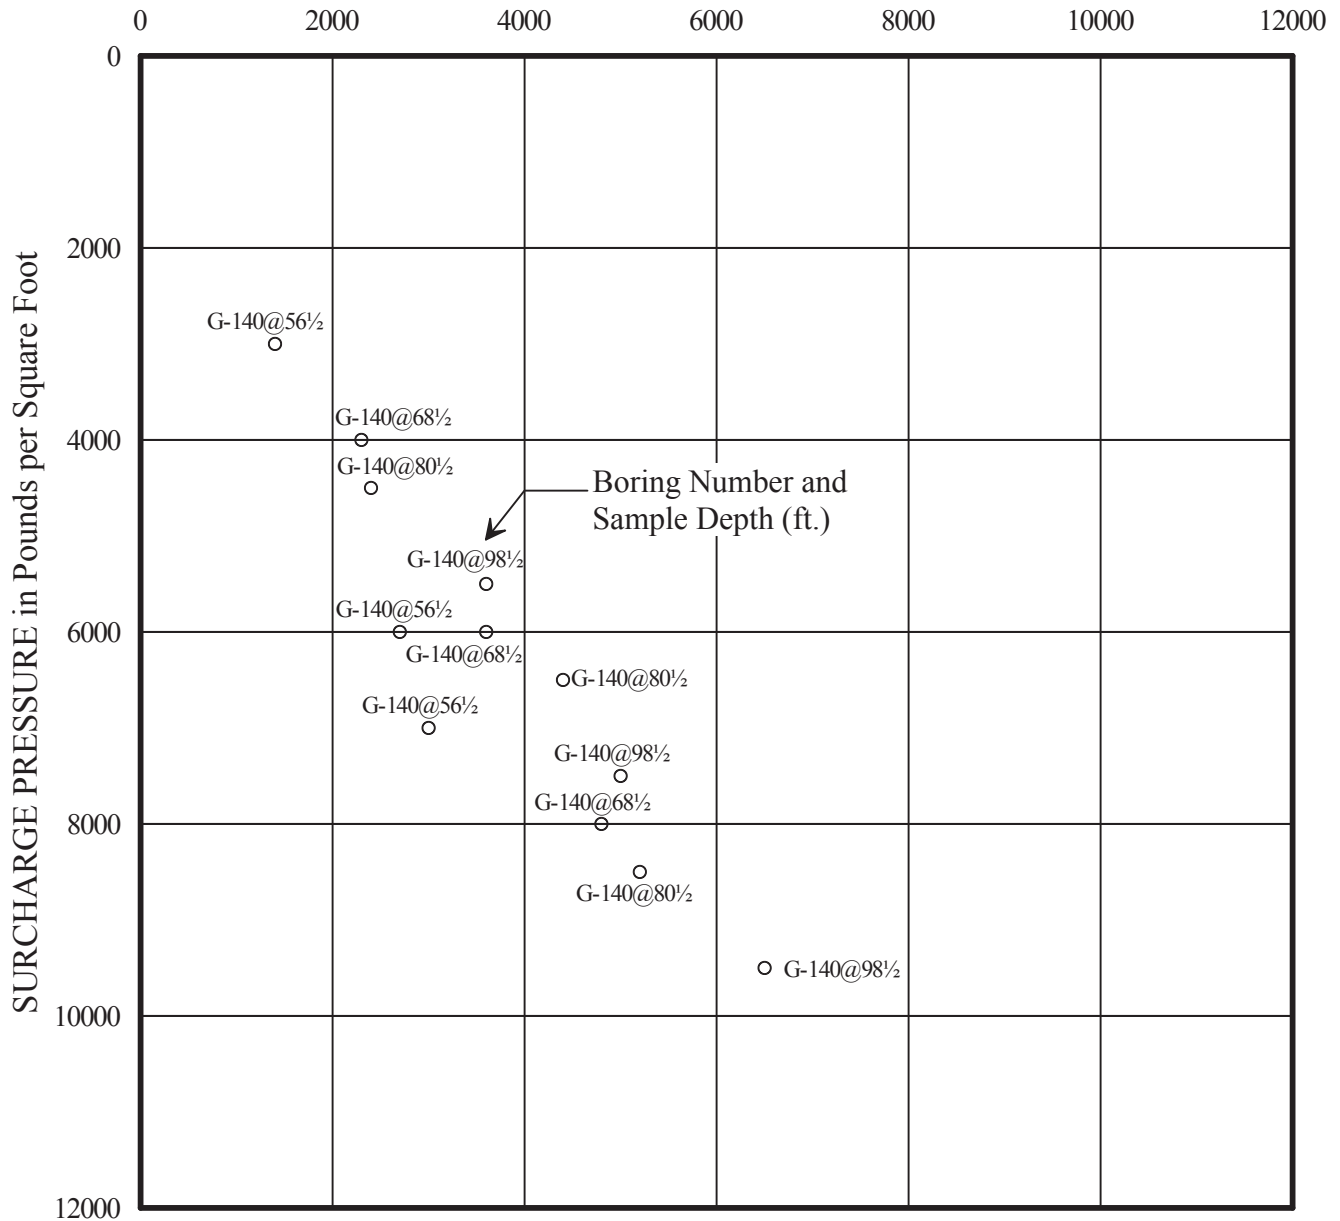 0 2000 4000 6000 8000 10000 12000
0
2000
4000
6000
8000
10000
12000
SURCHARGE PRESSURE in Pounds per Square Foot
G-140@56½
G-140@68½
G-140@80½
Boring Number and
Sample Depth (ft.)
G-140@98½
G-140@56½
G-140@68½
G-140@80½
G-140@56½
G-140@98½
G-140@68½
G-140@80½
G-140@98½